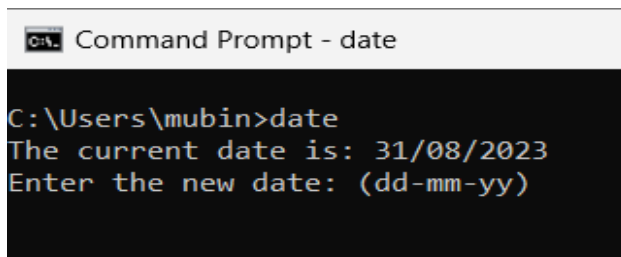 Command Prompt - date
C:\Users\mubin>date
The current date is: 31/08/2023
Enter the new date: (dd-mm-yy)